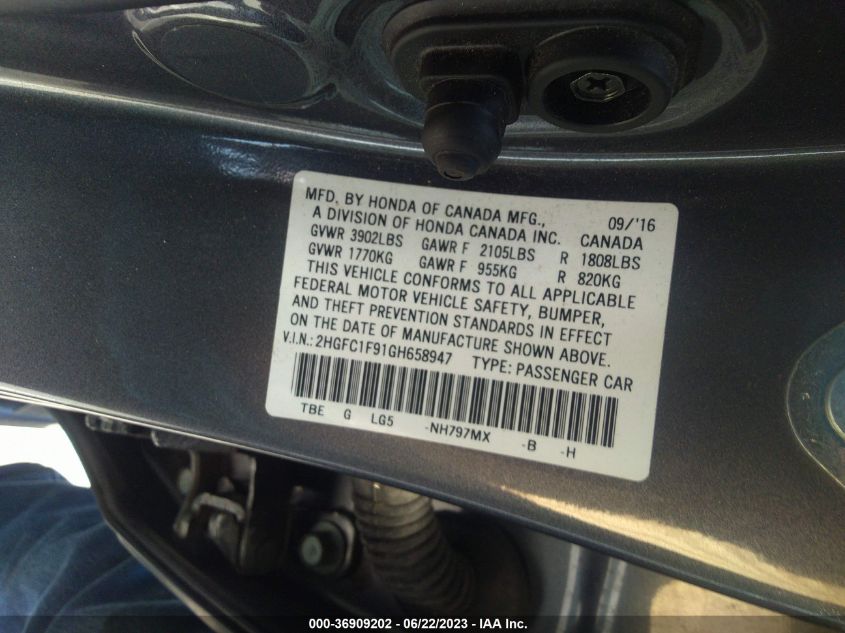 MFD. BY HONDA OF CANADA MFG., 09/'16
A DIVISION OF HONDA CANADA INC. CANADA
GVWR 3902LBS GAWR F 2105LBS R 1808LBS
GVWR 1770KG GAWR F 955KG R 820KG
THIS VEHICLE CONFORMS TO ALL APPLICABLE
FEDERAL MOTOR VEHICLE SAFETY, BUMPER,
AND THEFT PREVENTION STANDARDS IN EFFECT
ON THE DATE OF MANUFACTURE SHOWN ABOVE.
V.I.N.: 2HGFC1F91GH658947 TYPE: PASSENGER CAR
TBE G LG5 -NH797MX -B -H
000-36909202 - 06/22/2023 - IAA Inc.